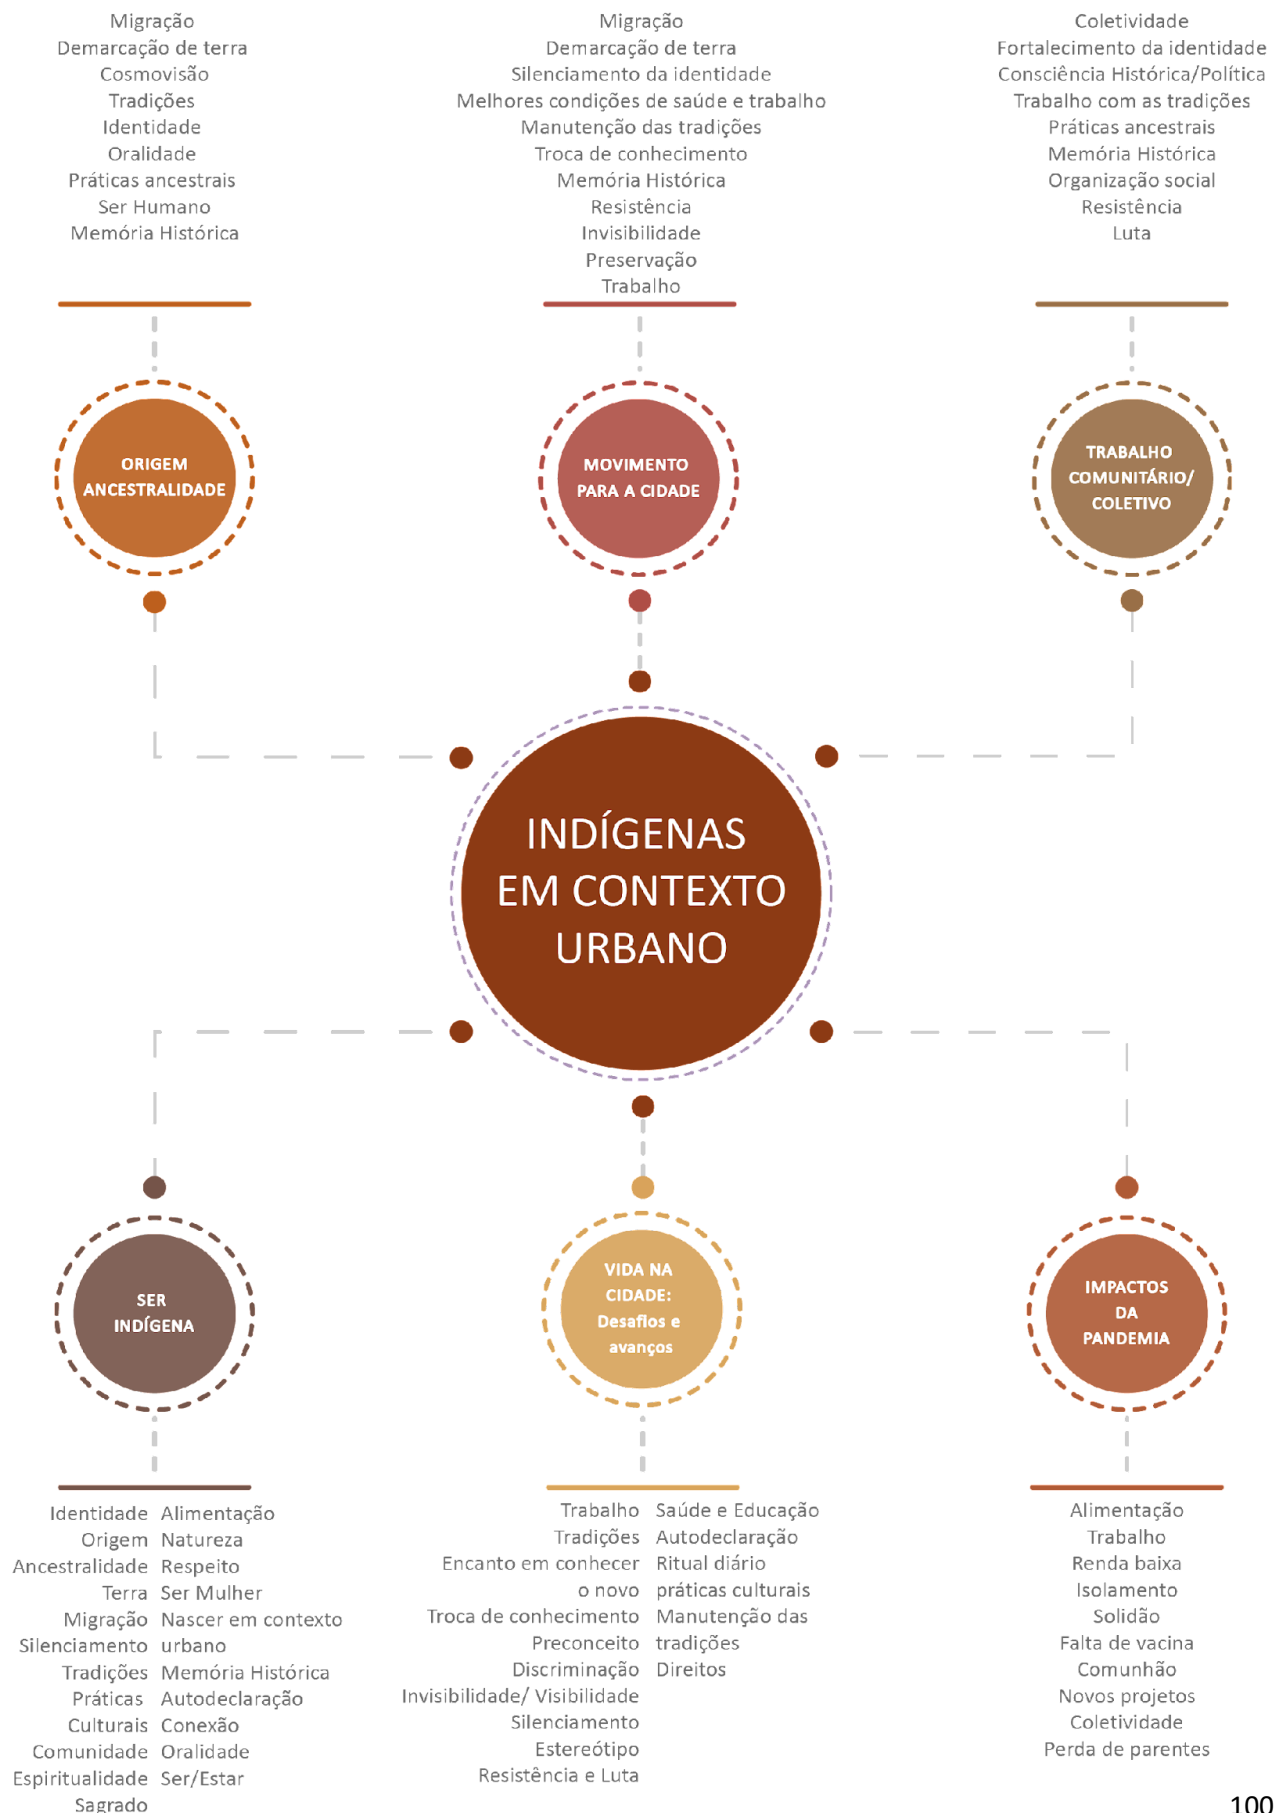 Migração
Demarcação de terra
Cosmovisão
Tradições
Identidade
Oralidade
Práticas ancestrais
Ser Humano
Memória Histórica
ORIGEM
ANCESTRALIDADE
Migração
Demarcação de terra
Silenciamento da identidade
Melhores condições de saúde e trabalho
Manutenção das tradições
Troca de conhecimento
Memória Histórica
Resistência
Invisibilidade
Preservação
Trabalho
MOVIMENTO
PARA A CIDADE
Coletividade
Fortalecimento da identidade
Consciência Histórica/Política
Trabalho com as tradições
Práticas ancestrais
Memória Histórica
Organização social
Resistência
Luta
TRABALHO
COMUNITÁRIO/
COLETIVO
INDÍGENAS
EM CONTEXTO
URBANO
SER
INDÍGENA
Identidade
Origem
Ancestralidade
Terra
Migração
Silenciamento
Tradições
Práticas
Culturais
Comunidade
Espiritualidade
Sagrado
Alimentação
Natureza
Respeito
Ser Mulher
Nascer em contexto
urbano
Memória Histórica
Autodeclaração
Conexão
Oralidade
Ser/Estar
VIDA NA
CIDADE:
Desafios e
avanços
Trabalho
Tradições
Encanto em conhecer
o novo
Troca de conhecimento
Preconceito
Discriminação
Invisibilidade/ Visibilidade
Silenciamento
Estereótipo
Resistência e Luta
Saúde e Educação
Autodeclaração
Ritual diário
práticas culturais
Manutenção das
tradições
Direitos
IMPACTOS
DA
PANDEMIA
Alimentação
Trabalho
Renda baixa
Isolamento
Solidão
Falta de vacina
Comunhão
Novos projetos
Coletividade
Perda de parentes
100